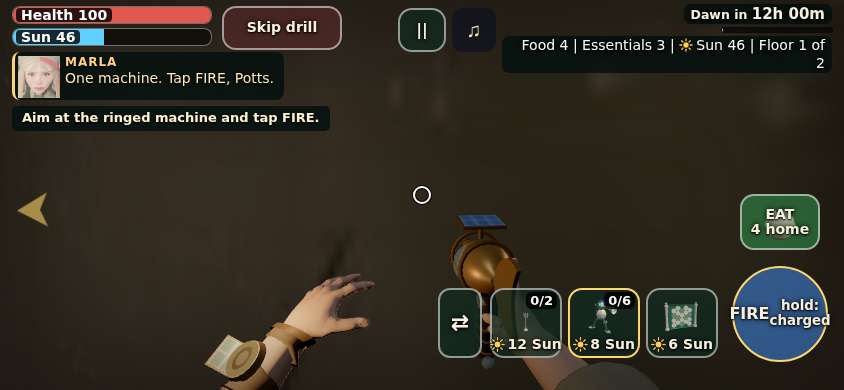 Health 100
Sun 46
Skip drill
Dawn in 12h 00m
Food 4 | Essentials 3 | ☀Sun 46 | Floor 1 of
2
MARLA
One machine. Tap FIRE, Potts.
Aim at the ringed machine and tap FIRE.
EAT
4 home
FIRE
hold:
charged
0/2
☀12 Sun
0/6
☀8 Sun
☀6 Sun